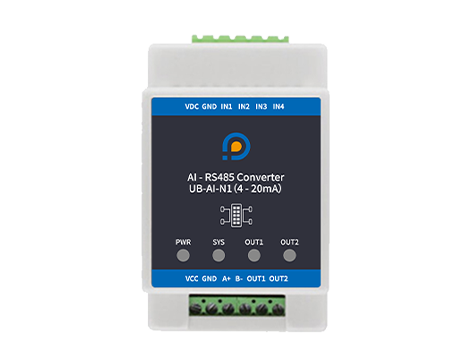 VDC GND IN1 IN2 IN3 IN4
AI - RS485 Converter
UB-AI-N1(4 - 20mA)
PWR SYS OUT1 OUT2
VCC GND A+ B- OUT1 OUT2